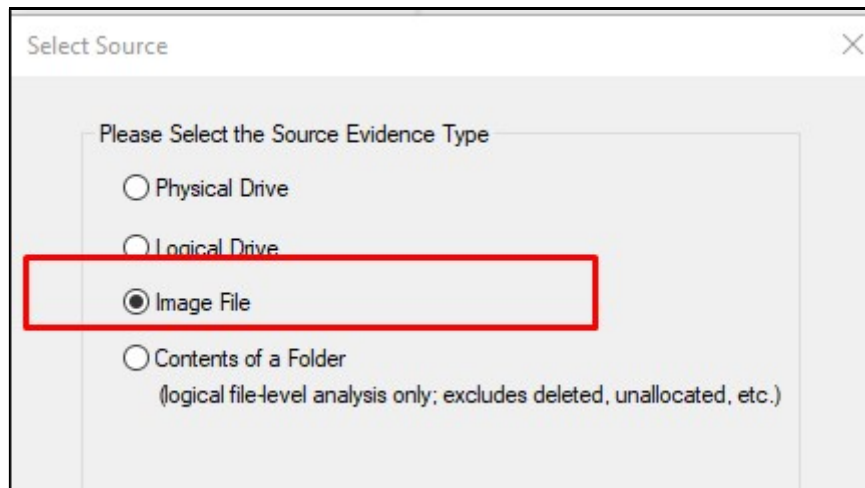 Select Source
Please Select the Source Evidence Type
Physical Drive
Logical Drive
Image File
Contents of a Folder
(logical file-level analysis only; excludes deleted, unallocated, etc.)